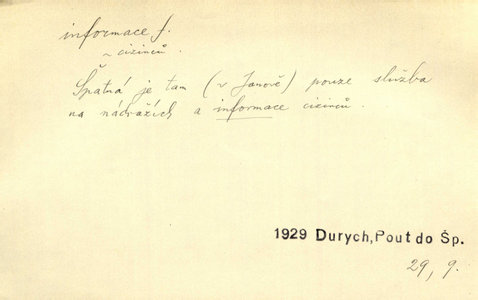 informace f.
~ cizinců.
Špatná je tam (v Janově) pouze služba
na nádražích a informace cizinců.
1929 Durych, Pout do Šp.
29, 9.